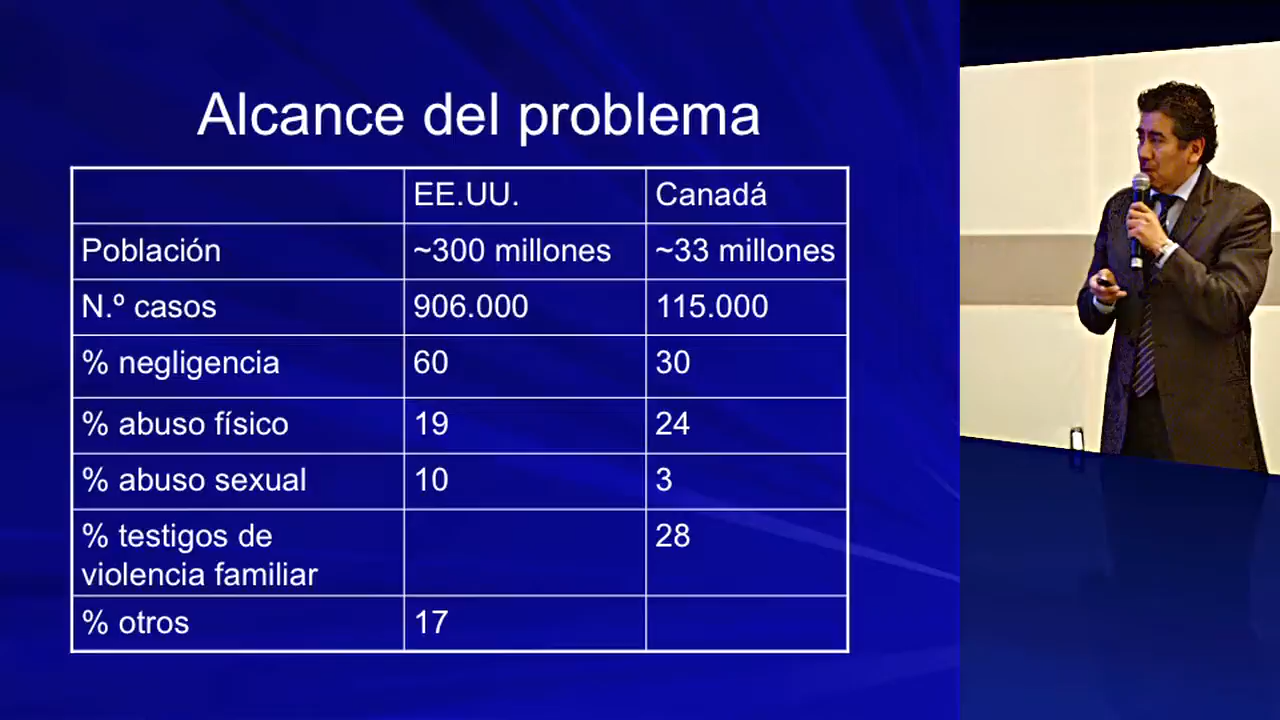 Alcance del problema
EE.UU. Canadá
Población ~300 millones ~33 millones
N.º casos 906.000 115.000
% negligencia 60 30
% abuso físico 19 24
% abuso sexual 10 3
% testigos de 28
violencia familiar
% otros 17